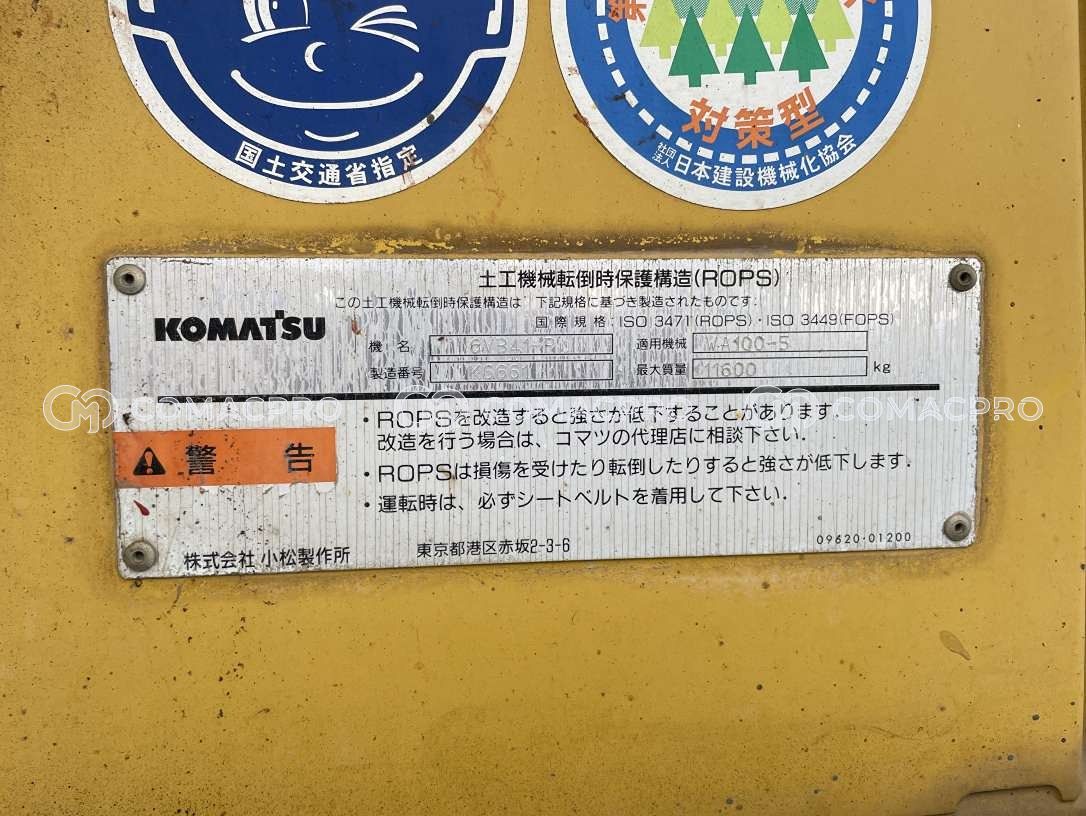 国土交通省指定
対策型
社団法人日本建設機械化協会
土工機械転倒時保護構造(ROPS)
この土工機械転倒時保護構造は 下記規格に基づき製造されたものです.
国際規格: ISO 3471(ROPS)・ISO 3449(FOPS)
KOMATSU
機名
適用機械 WA100-5
製造番号
最大質量 11600 kg
COMACPRO COMACPRO COMACPRO
・ROPSを改造すると強さが低下することがあります.
改造を行う場合は、コマツの代理店に相談下さい.
警告
・ROPSは損傷を受けたり転倒したりすると強さが低下します.
・運転時は、必ずシートベルトを着用して下さい.
株式会社 小松製作所 東京都港区赤坂2-3-6 09620-01200